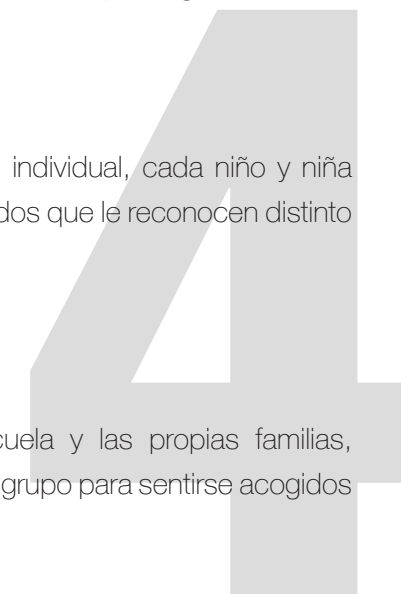 individual, cada niño y niña
dos que le reconocen distinto
4
cuela y las propias familias,
grupo para sentirse acogidos